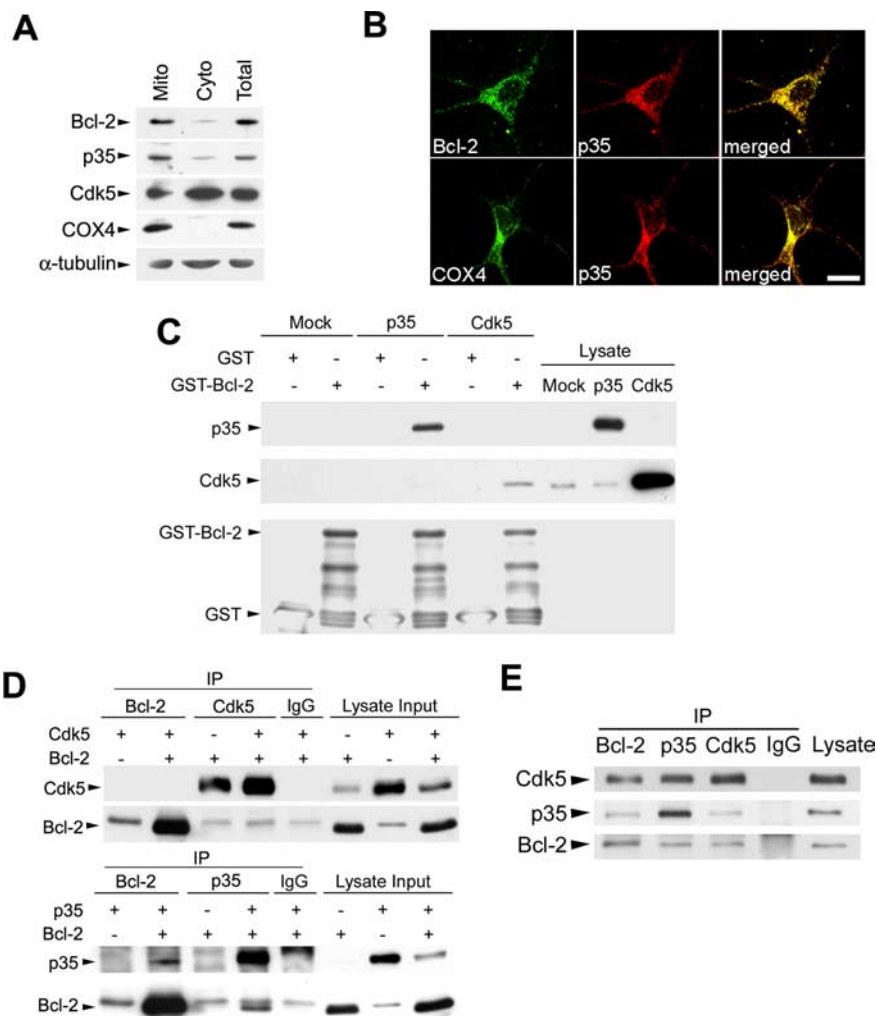 A
Mito Cyto Total
Bcl-2
p35
Cdk5
COX4
α-tubulin
B
Bcl-2 p35 merged
COX4 p35 merged
C
Mock p35 Cdk5
GST + - + - + - Lysate
GST-Bcl-2 - + - + - + Mock p35 Cdk5
p35
Cdk5
GST-Bcl-2
GST
D
IP
Bcl-2 Cdk5 IgG Lysate Input
Cdk5 + + - + + - + +
Bcl-2 - + + + + + - +
Cdk5
Bcl-2
IP
Bcl-2 p35 IgG Lysate Input
p35 + + - + + - + +
Bcl-2 - + + + + + - +
p35
Bcl-2
E
IP
Bcl-2 p35 Cdk5 IgG Lysate
Cdk5
p35
Bcl-2